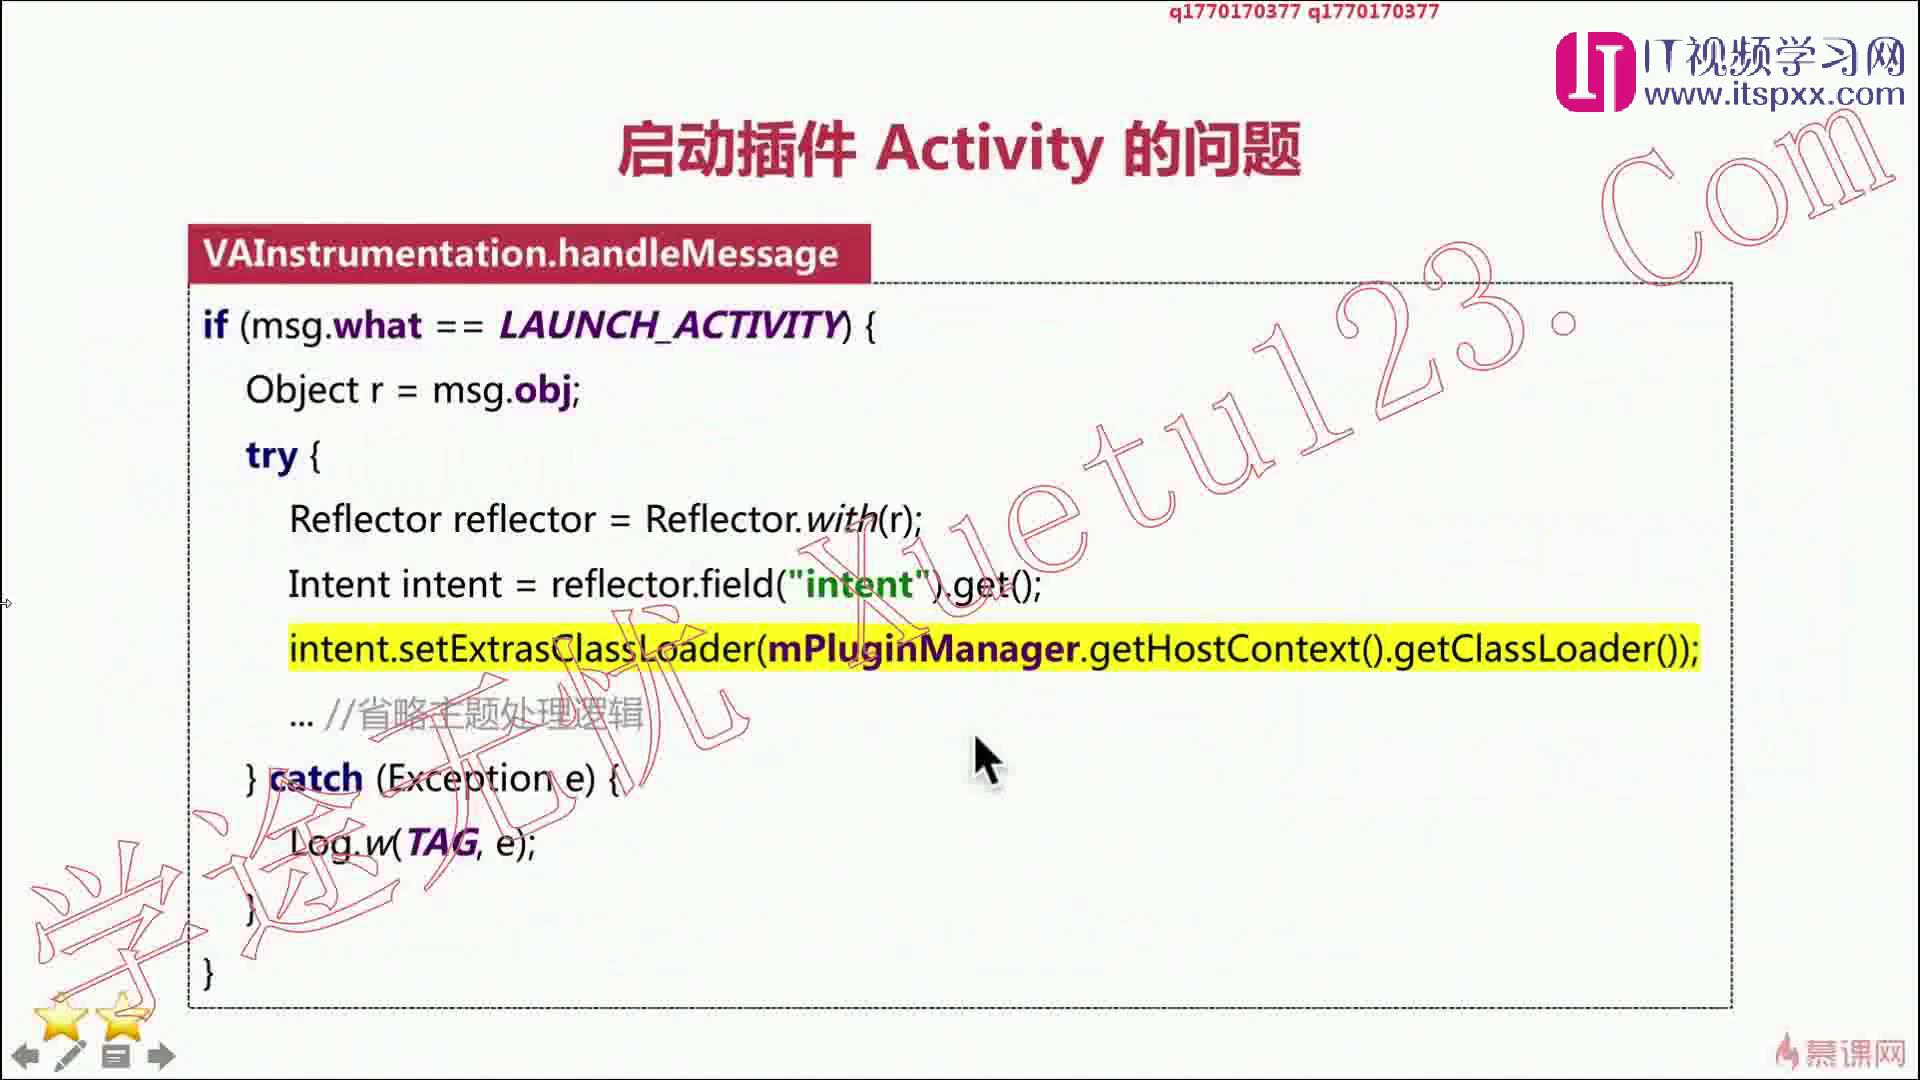 q1770170377 q1770170377
IT视频学习网
www.itspxx.com
启动插件 Activity 的问题
VAInstrumentation.handleMessage
if (msg.what == LAUNCH_ACTIVITY) {
Object r = msg.obj;
try {
Reflector reflector = Reflector.with(r);
Intent intent = reflector.field("intent").get();
intent.setExtrasClassLoader(mPluginManager.getHostContext().getClassLoader());
... //省略主题处理逻辑
} catch (Exception e) {
Log.w(TAG, e);
}
}
学途无忧 Xuetu123.Com
慕课网